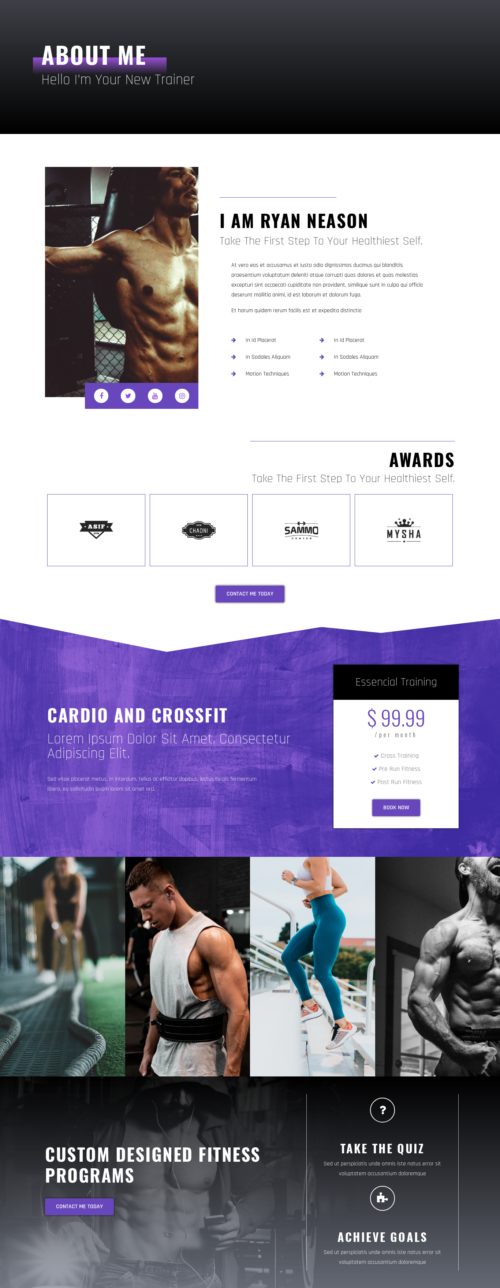 ABOUT ME
Hello I'm Your New Trainer
I AM RYAN NEASON
Take The First Step To Your Healthiest Self.
At vero eos et accusamus et iusto odio dignissimos ducimus qui blanditiis
praesentium voluptatum deleniti atque corrupti quos dolores et quas molestias
excepturi sint occaecati cupiditate non provident, similique sunt in culpa qui officia
deserunt mollitia animi, id est laborum et dolorum fuga.
Et harum quidem rerum facilis est et expedita distinctio
In Id Placerat
In Id Placerat
In Sodales Aliquam
In Sodales Aliquam
Motion Techniques
Motion Techniques
AWARDS
Take The First Step To Your Healthiest Self.
ASIF
CHADNI
SAMMO
MYSHA
CONTACT ME TODAY
Essencial Training
$ 99.99
/per month
Cross Training
Pre Run Fitness
Post Run Fitness
BOOK NOW
CARDIO AND CROSSFIT
Lorem Ipsum Dolor Sit Amet, Consectetur
Adipiscing Elit.
Sed vitae placerat metus, in interdum, tellus at efficitur dapibus, lectus turpis fermentum
libero, eu sollicitudin ipsum lorem sit amet orci.
CUSTOM DESIGNED FITNESS
PROGRAMS
CONTACT ME TODAY
TAKE THE QUIZ
Sed ut perspiciatis unde omnis iste natus error sit
voluptatem accusantium doloremque
ACHIEVE GOALS
Sed ut perspiciatis unde omnis iste natus error sit
voluptatem accusantium doloremque